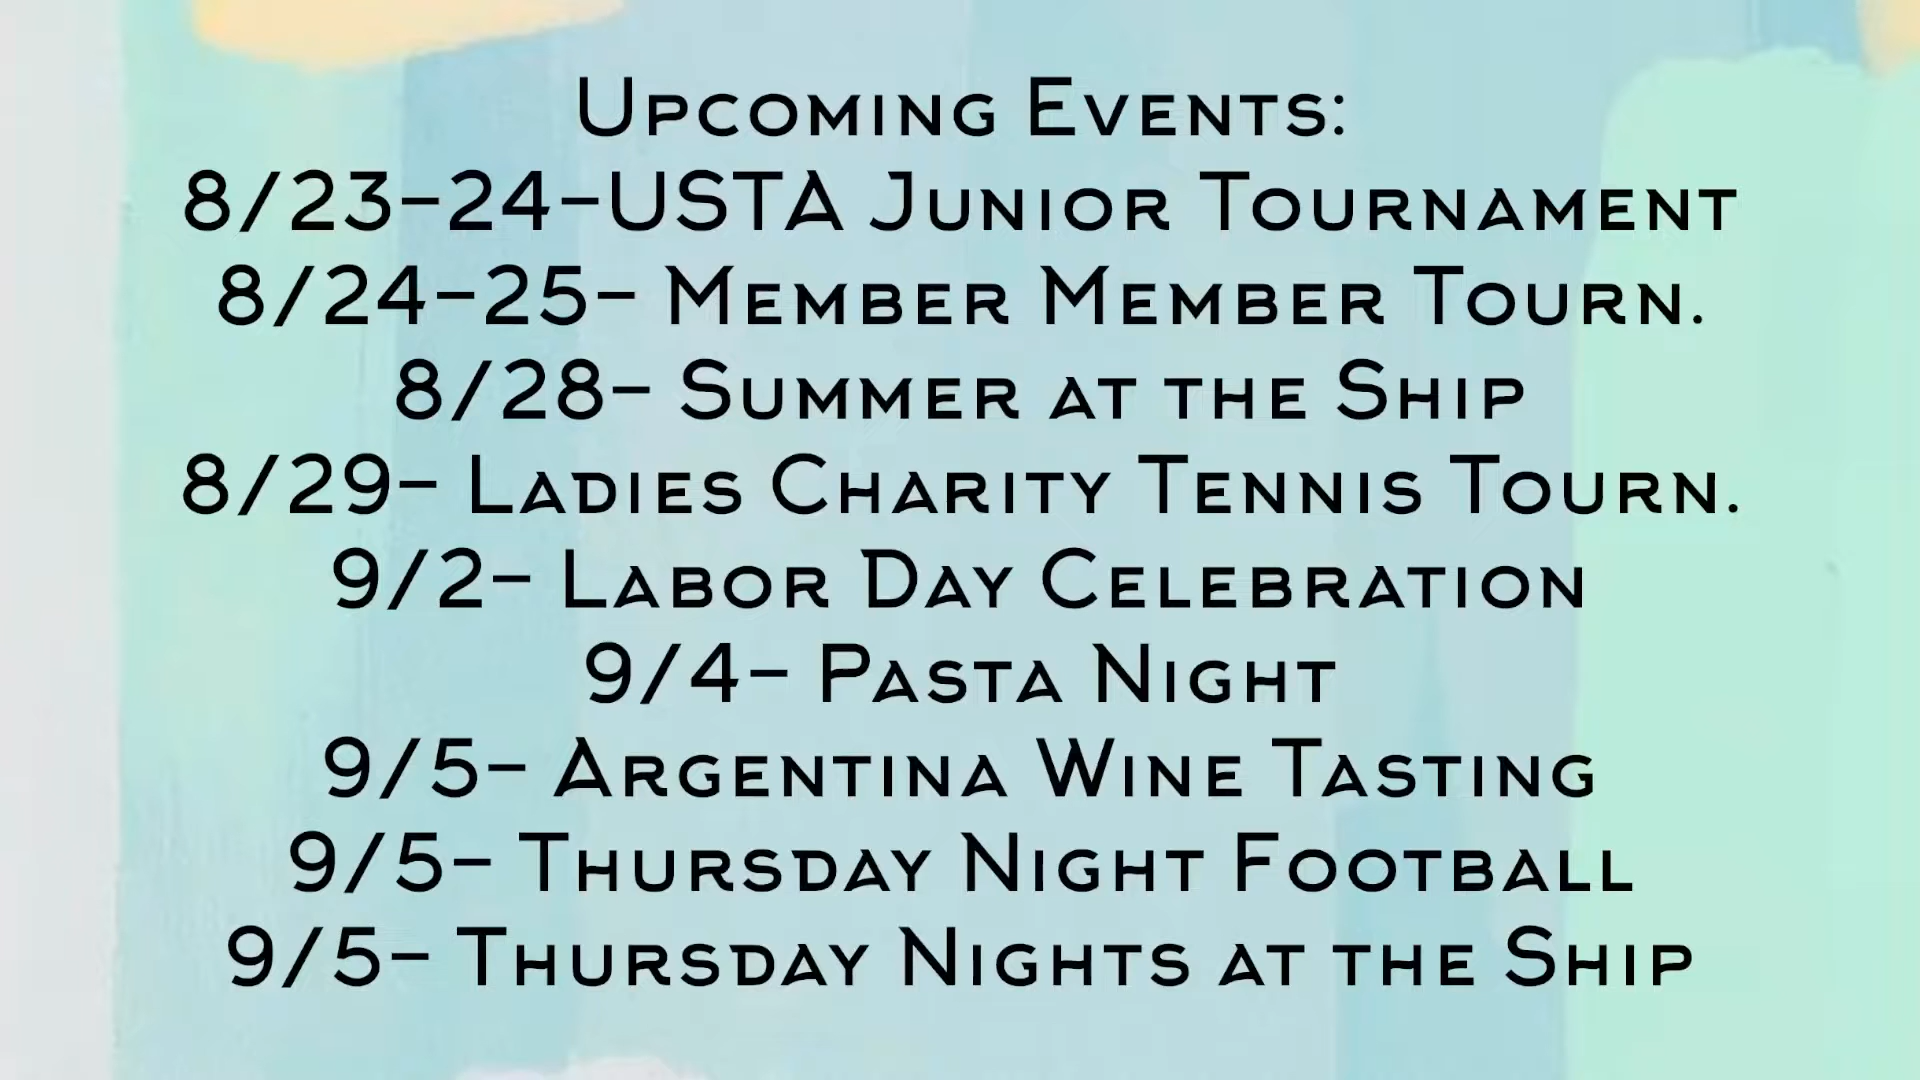 Upcoming Events:
8/23-24-USTA Junior Tournament
8/24-25- Member Member Tourn.
8/28- Summer at the Ship
8/29- Ladies Charity Tennis Tourn.
9/2- Labor Day Celebration
9/4- Pasta Night
9/5- Argentina Wine Tasting
9/5- Thursday Night Football
9/5- Thursday Nights at the Ship